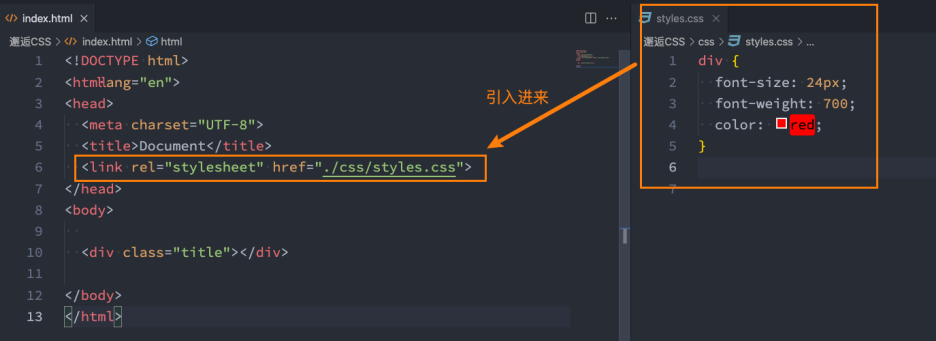 index.html
邂逅CSS > index.html > html
1 <!DOCTYPE html>
2 <html lang="en">
3 <head>
4 <meta charset="UTF-8">
5 <title>Document</title>
6 <link rel="stylesheet" href="./css/styles.css">
7 </head>
8 <body>
9
10 <div class="title"></div>
11
12 </body>
13 </html>
引入进来
styles.css
邂逅CSS > css > styles.css > ...
1 div {
2 font-size: 24px;
3 font-weight: 700;
4 color: red;
5 }
6
7